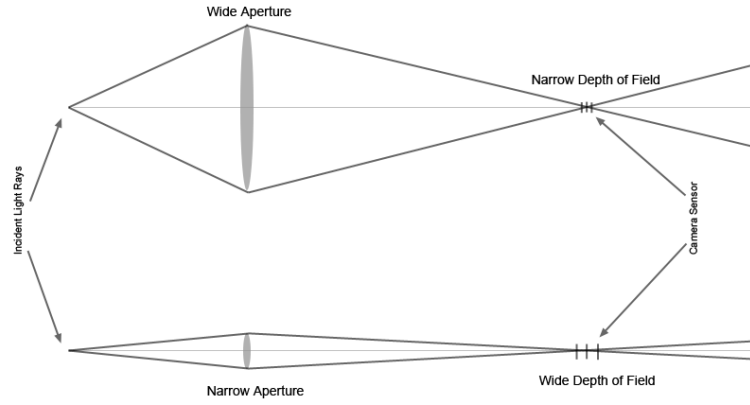 Wide Aperture
Narrow Depth of Field
Incident Light Rays
Camera Sensor
Narrow Aperture
Wide Depth of Field